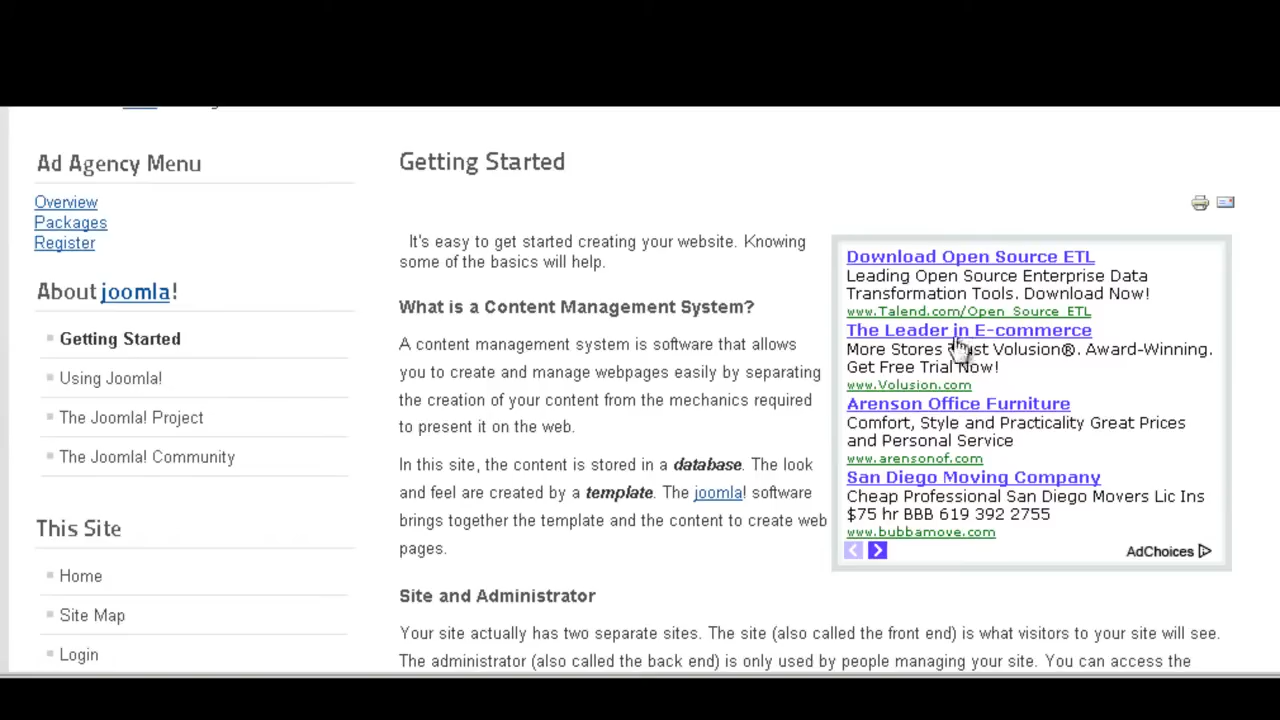 Ad Agency Menu
Overview
Packages
Register
About joomla!
Getting Started
Using Joomla!
The Joomla! Project
The Joomla! Community
This Site
Home
Site Map
Login
Getting Started
It's easy to get started creating your website. Knowing
some of the basics will help.
What is a Content Management System?
A content management system is software that allows
you to create and manage webpages easily by separating
the creation of your content from the mechanics required
to present it on the web.
In this site, the content is stored in a database. The look
and feel are created by a template. The joomla! software
brings together the template and the content to create web
pages.
Site and Administrator
Your site actually has two separate sites. The site (also called the front end) is what visitors to your site will see.
The administrator (also called the back end) is only used by people managing your site. You can access the
Download Open Source ETL
Leading Open Source Enterprise Data
Transformation Tools. Download Now!
www.Talend.com/Open_Source_ETL
The Leader in E-commerce
More Stores Trust Volusion®. Award-Winning.
Get Free Trial Now!
www.Volusion.com
Arenson Office Furniture
Comfort, Style and Practicality Great Prices
and Personal Service
www.arensonof.com
San Diego Moving Company
Cheap Professional San Diego Movers Lic Ins
$75 hr BBB 619 392 2755
www.bubbamove.com
AdChoices